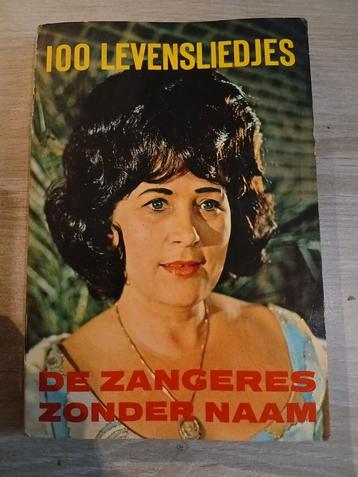 100 LEVENSLIEDJES
DE ZANGERES
ZONDER NAAM